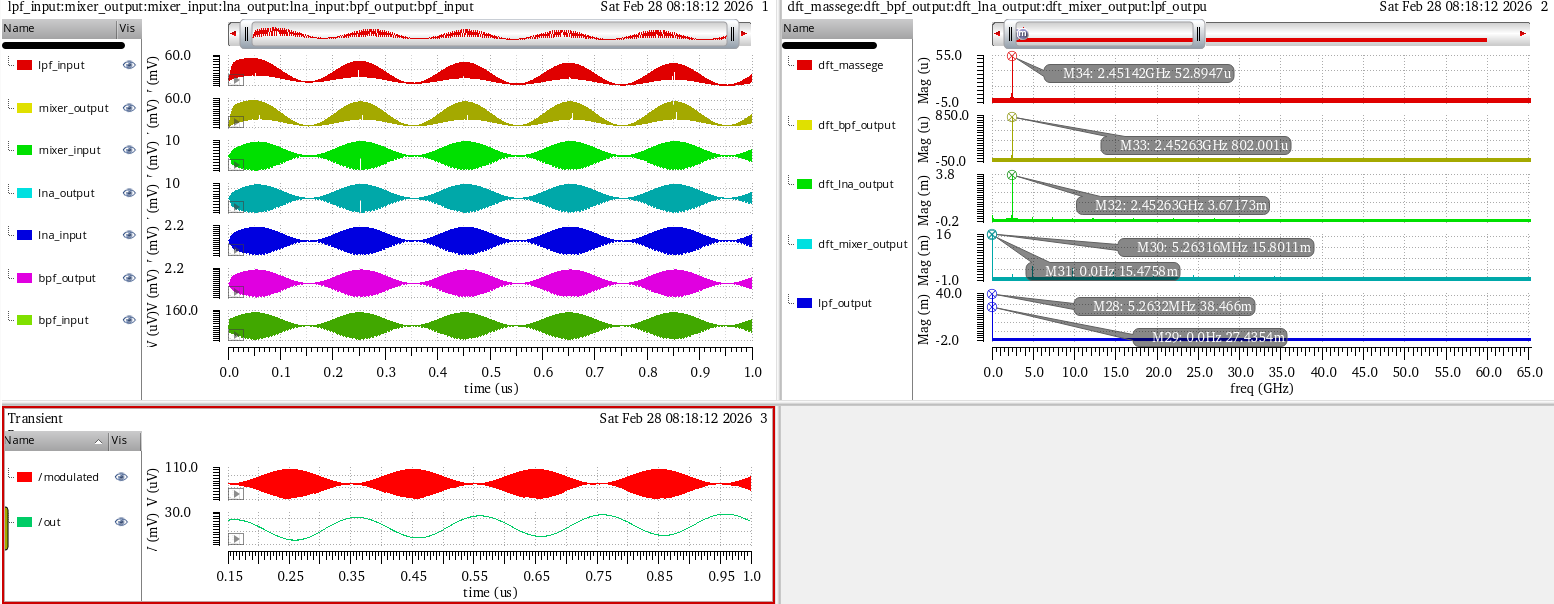 lpf_input:mixer_output:mixer_input:lna_output:lna_input:bpf_output:bpf_input
Sat Feb 28 08:18:12 2026 1
Name Vis
lpf_input
mixer_output
mixer_input
lna_output
lna_input
bpf_output
bpf_input
60.0
(mV)
60.0
(mV)
10
(mV)
10
(mV)
2.2
(mV)
2.2
(mV)
160.0
V (uV)
0.0 0.1 0.2 0.3 0.4 0.5 0.6 0.7 0.8 0.9 1.0
time (us)
dft_massege:dft_bpf_output:dft_lna_output:dft_mixer_output:lpf_outpu
Sat Feb 28 08:18:12 2026 2
Name
dft_massege
dft_bpf_output
dft_lna_output
dft_mixer_output
lpf_output
55.0
Mag (u)
-5.0
M34: 2.45142GHz 52.8947u
850.0
Mag (u)
-50.0
M33: 2.45263GHz 802.001u
3.8
Mag (m)
-0.2
M32: 2.45263GHz 3.67173m
16
Mag (m)
-1.0
M30: 5.26316MHz 15.8011m
M31: 0.0Hz 15.4758m
40.0
Mag (m)
-2.0
M28: 5.2632MHz 38.466m
M29: 0.0Hz 27.4354m
0.0 5.0 10.0 15.0 20.0 25.0 30.0 35.0 40.0 45.0 50.0 55.0 60.0 65.0
freq (GHz)
Transient
Sat Feb 28 08:18:12 2026 3
Name Vis
/modulated
/out
110.0
V (uV)
30.0
(mV)
0.15 0.25 0.35 0.45 0.55 0.65 0.75 0.85 0.95 1.0
time (us)